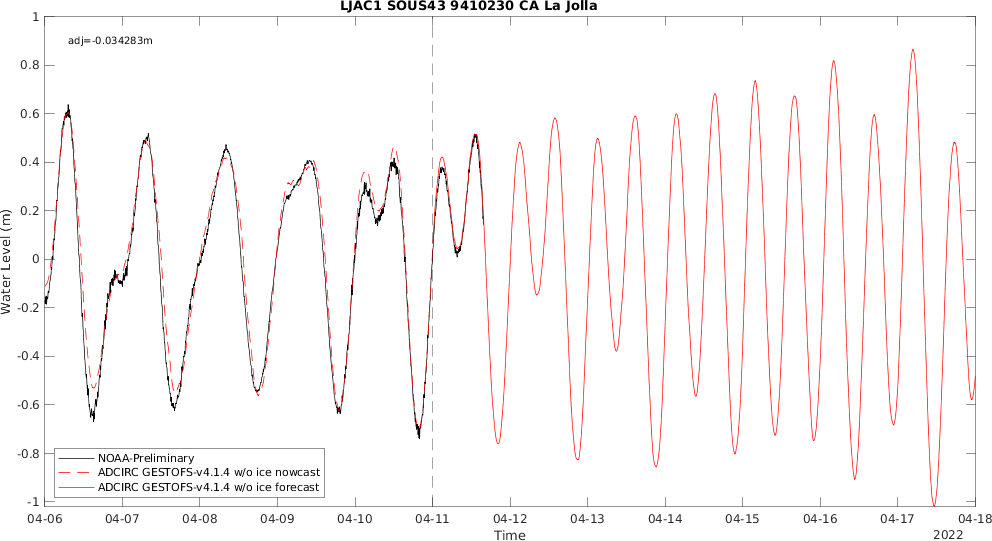 LJAC1 SOUS43 9410230 CA La Jolla
adj=-0.034283m
1
0.8
0.6
0.4
0.2
0
-0.2
-0.4
-0.6
-0.8
-1
Water Level (m)
NOAA-Preliminary
ADCIRC GESTOFS-v4.1.4 w/o ice nowcast
ADCIRC GESTOFS-v4.1.4 w/o ice forecast
04-06 04-07 04-08 04-09 04-10 04-11 04-12 04-13 04-14 04-15 04-16 04-17 04-18
Time
2022